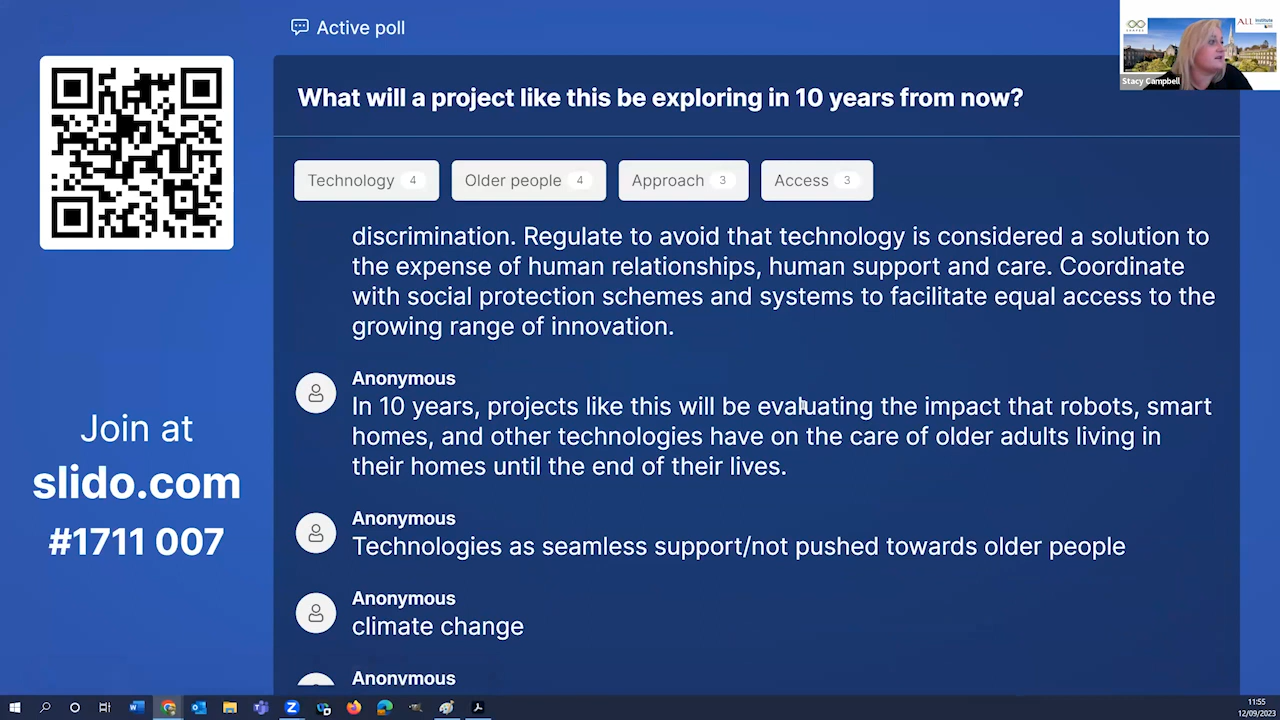 Active poll
What will a project like this be exploring in 10 years from now?
Technology 4
Older people 4
Approach 3
Access 3
discrimination. Regulate to avoid that technology is considered a solution to
the expense of human relationships, human support and care. Coordinate
with social protection schemes and systems to facilitate equal access to the
growing range of innovation.
Anonymous
In 10 years, projects like this will be evaluating the impact that robots, smart
homes, and other technologies have on the care of older adults living in
their homes until the end of their lives.
Anonymous
Technologies as seamless support/not pushed towards older people
Anonymous
climate change
Anonymous
Join at
slido.com
#1711 007
Stacy Campbell
ALL Institute
11:55
12/09/2023